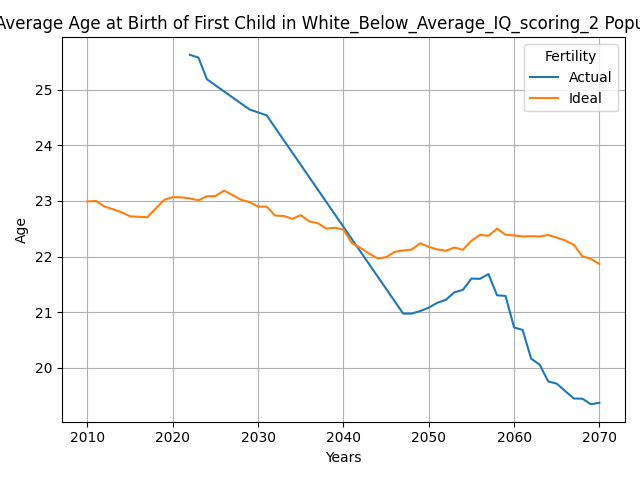 Average Age at Birth of First Child in White_Below_Average_IQ_scoring_2 Popu
Fertility
Actual
Ideal
Age
25
24
23
22
21
20
2010 2020 2030 2040 2050 2060 2070
Years